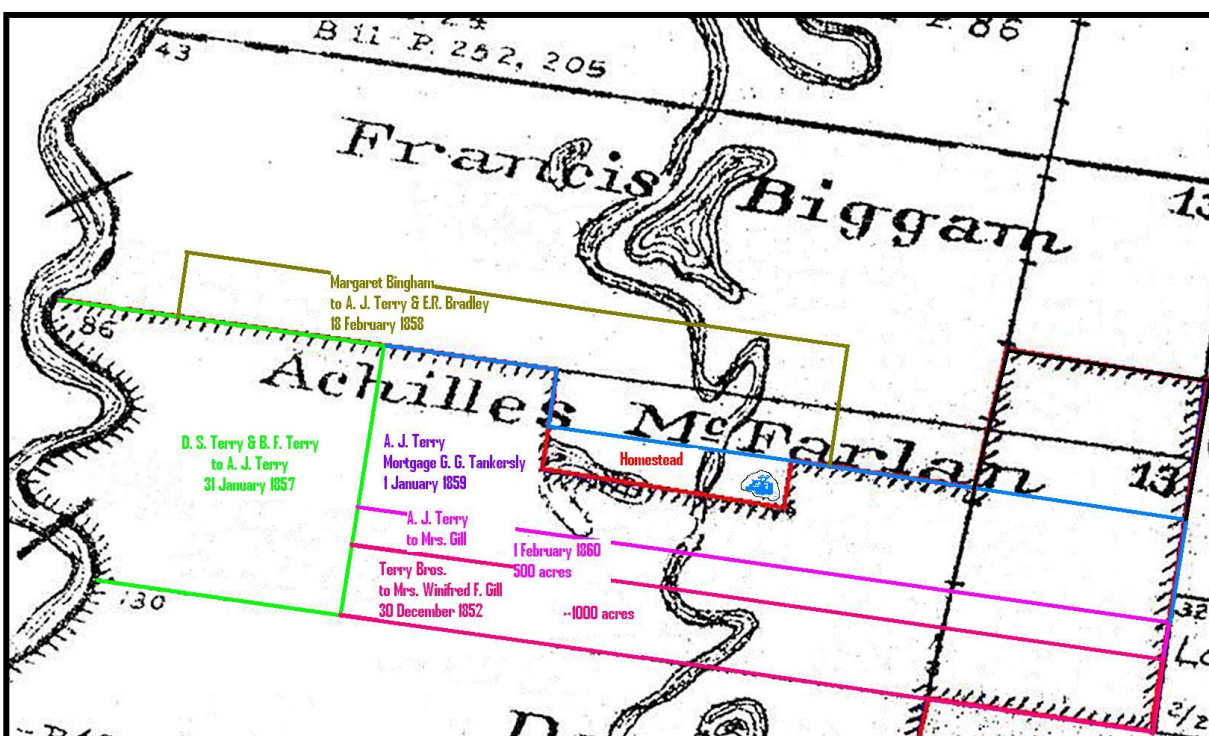 24
B 11 - P. 252, 205
P. 86
43
Francis Biggam
13
Margaret Bingham
to A. J. Terry & E.R. Bradley
18 February 1858
86
Achilles McFarlan
13
D. S. Terry & B. F. Terry
to A. J. Terry
31 January 1857
A. J. Terry
Mortgage G. G. Tankersly
1 January 1859
Homestead
A. J. Terry
to Mrs. Gill
1 February 1860
500 acres
Terry Bros.
to Mrs. Winifred F. Gill
30 December 1852
--1000 acres
130
32
2/2